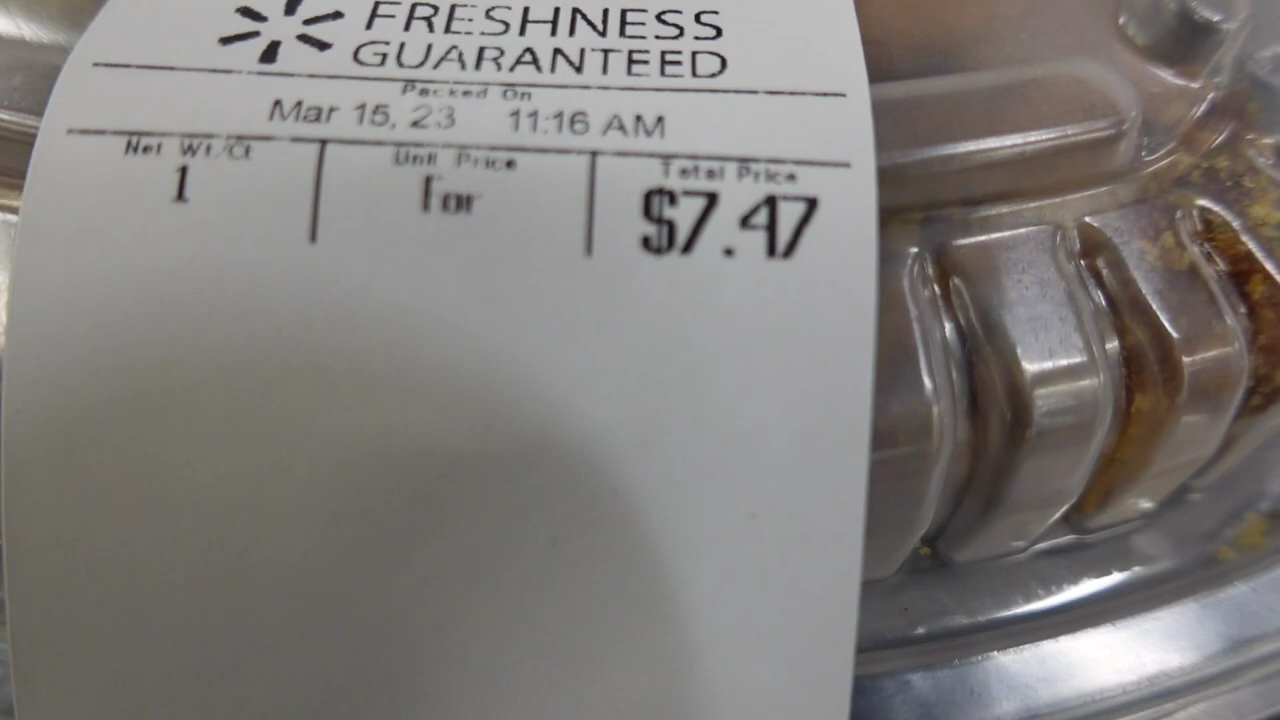 FRESHNESS
GUARANTEED
Packed On
Mar 15, 23 11:16 AM
Net Wt/Ct Unit Price Total Price
1 For $7.47